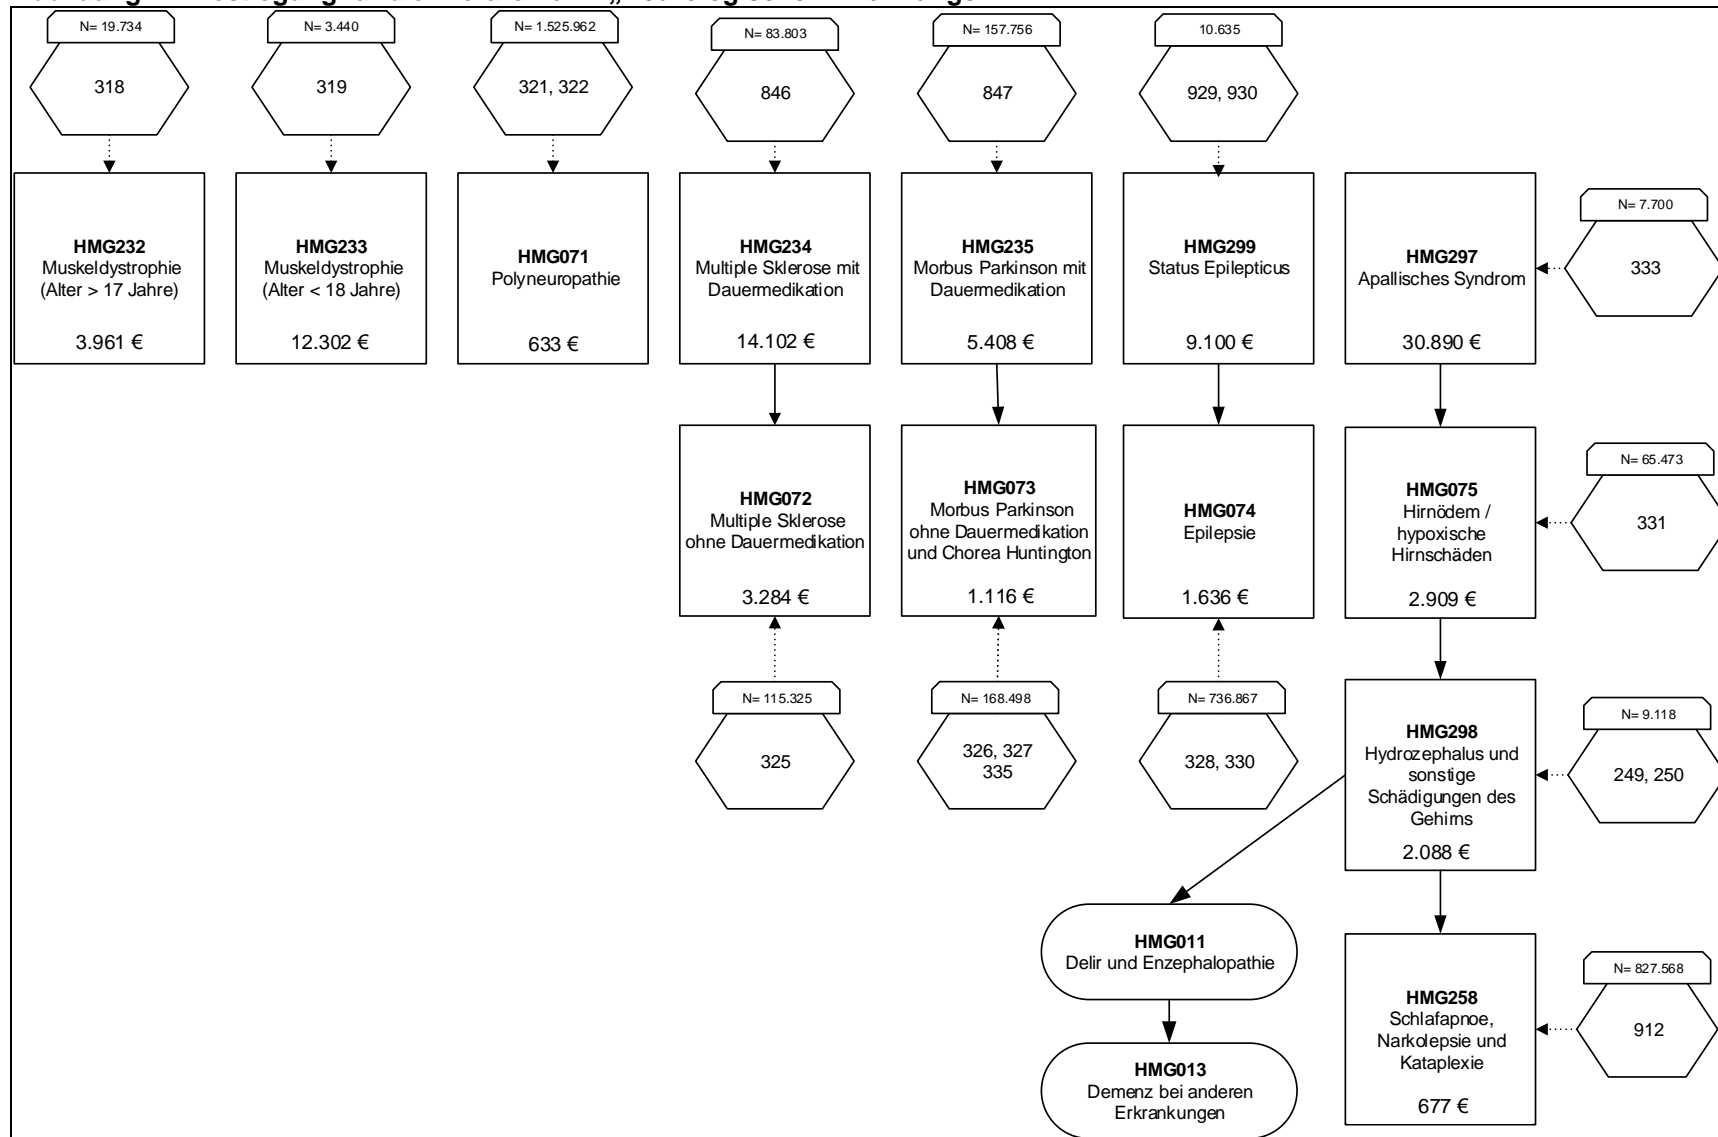 N= 19.734
318
N= 3.440
319
N= 1.525.962
321, 322
N= 83.803
846
N= 157.756
847
10.635
929, 930
HMG232
Muskeldystrophie
(Alter > 17 Jahre)
3.961 €
HMG233
Muskeldystrophie
(Alter < 18 Jahre)
12.302 €
HMG071
Polyneuropathie
633 €
HMG234
Multiple Sklerose mit
Dauermedikation
14.102 €
HMG235
Morbus Parkinson mit
Dauermedikation
5.408 €
HMG299
Status Epilepticus
9.100 €
HMG297
Apallisches Syndrom
30.890 €
N= 7.700
333
HMG072
Multiple Sklerose
ohne Dauermedikation
3.284 €
HMG073
Morbus Parkinson
ohne Dauermedikation
und Chorea Huntington
1.116 €
HMG074
Epilepsie
1.636 €
HMG075
Hirnödem /
hypoxische
Hirnschäden
2.909 €
N= 65.473
331
N= 115.325
325
N= 168.498
326, 327
335
N= 736.867
328, 330
HMG298
Hydrozephalus und
sonstige
Schädigungen des
Gehirns
2.088 €
N= 9.118
249, 250
HMG011
Delir und Enzephalopathie
HMG013
Demenz bei anderen
Erkrankungen
HMG258
Schlafapnoe,
Narkolepsie und
Kataplexie
677 €
N= 827.568
912